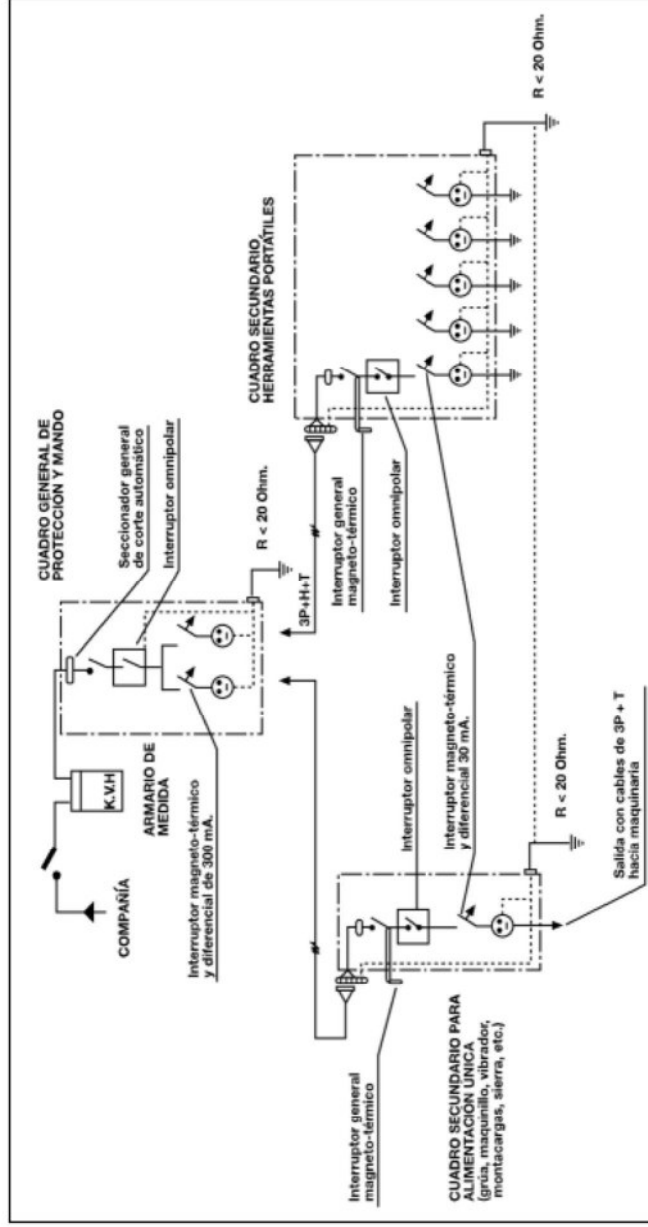 COMPAÑÍA
K.V.H
ARMARIO DE
MEDIDA
CUADRO GENERAL DE
PROTECCION Y MANDO
Seccionador general
de corte automático
Interruptor omnipolar
Interruptor magneto-térmico
y diferencial de 300 mA.
R < 20 Ohm.
3P+H+T
CUADRO SECUNDARIO,
HERRAMIENTAS PORTÁTILES
Interruptor general
magneto-térmico
Interruptor omnipolar
R < 20 Ohm.
Interruptor general
magneto-térmico
Interruptor omnipolar
Interruptor magneto-térmico
y diferencial 30 mA.
CUADRO SECUNDARIO PARA
ALIMENTACIÓN ÚNICA
(grúa, maquinillo, vibrador,
montacargas, sierra, etc.)
R < 20 Ohm.
Salida con cables de 3P + T
hacia maquinaria